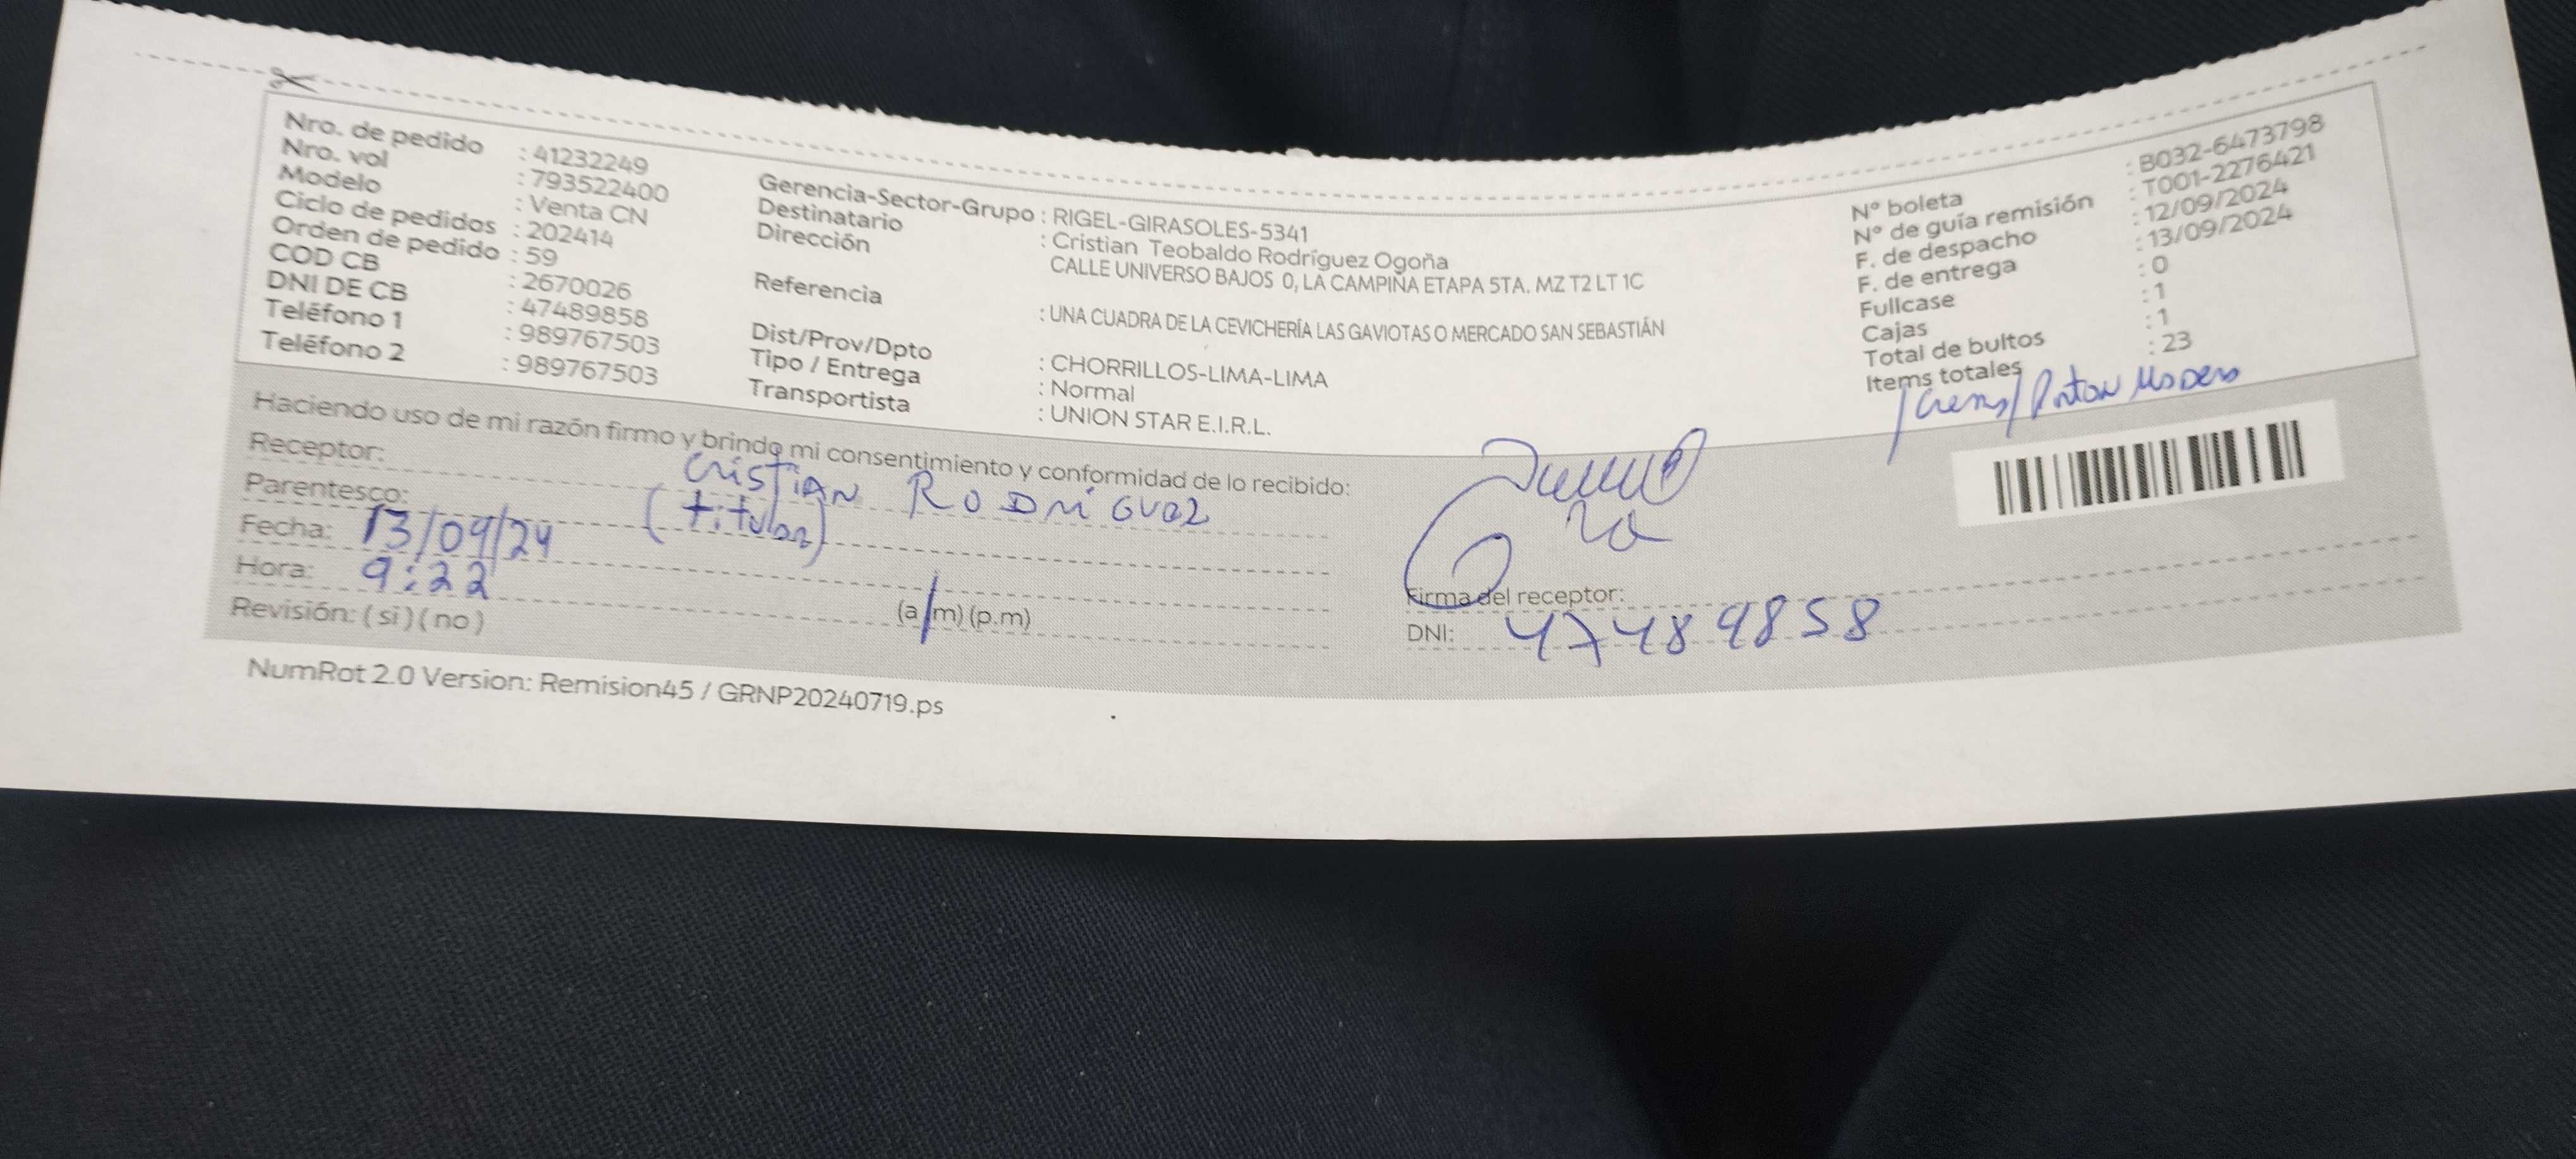 Nro. de pedido : 41232249
Nro. vol : 793522400
Modelo : Venta CN
Ciclo de pedidos : 202414
Orden de pedido : 59
COD CB : 2670026
DNI DE CB : 47489858
Teléfono 1 : 989767503
Teléfono 2 : 989767503
Gerencia-Sector-Grupo : RIGEL-GIRASOLES-5341
Destinatario : Cristian Teobaldo Rodríguez Ogoña
Dirección CALLE UNIVERSO BAJOS 0, LA CAMPIÑA ETAPA 5TA. MZ T2 LT 1C
Referencia : UNA CUADRA DE LA CEVICHERÍA LAS GAVIOTAS O MERCADO SAN SEBASTIÁN
Dist/Prov/Dpto : CHORRILLOS-LIMA-LIMA
Tipo / Entrega : Normal
Transportista : UNION STAR E.I.R.L.
N° boleta : B032-6473798
N° de guía remisión : T001-2276421
F. de despacho : 12/09/2024
F. de entrega : 13/09/2024
Fullcase : 0
Cajas : 1
Total de bultos : 1
Items totales : 23
Haciendo uso de mi razón firmo y brindo mi consentimiento y conformidad de lo recibido:
Receptor: Cristian Rodríguez
Parentesco: (titular)
Fecha: 13/09/24
Hora: 9:22 (a.m) (p.m)
Revisión: ( si ) ( no )
Firma del receptor:
DNI: 47489858
NumRot 2.0 Version: Remision45 / GRNP20240719.ps